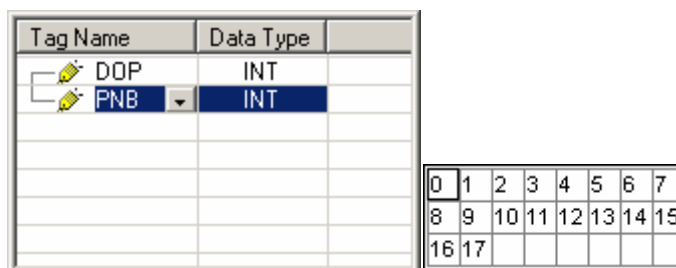 Tag Name Data Type
DOP INT
PNB INT
0 1 2 3 4 5 6 7
8 9 10 11 12 13 14 15
16 17